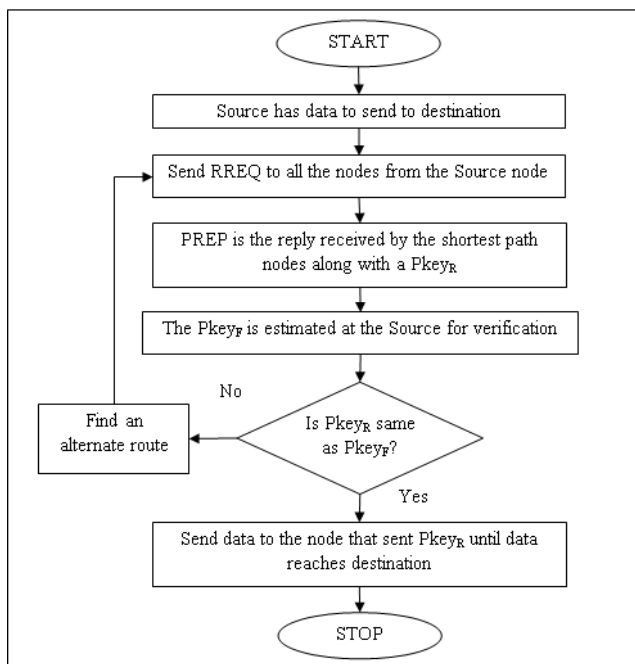 START
Source has data to send to destination
Send RREQ to all the nodes from the Source node
PREP is the reply received by the shortest path
nodes along with a PkeyR
The PkeyF is estimated at the Source for verification
No
Find an
alternate route
Is PkeyR same
as PkeyF?
Yes
Send data to the node that sent PkeyR until data
reaches destination
STOP